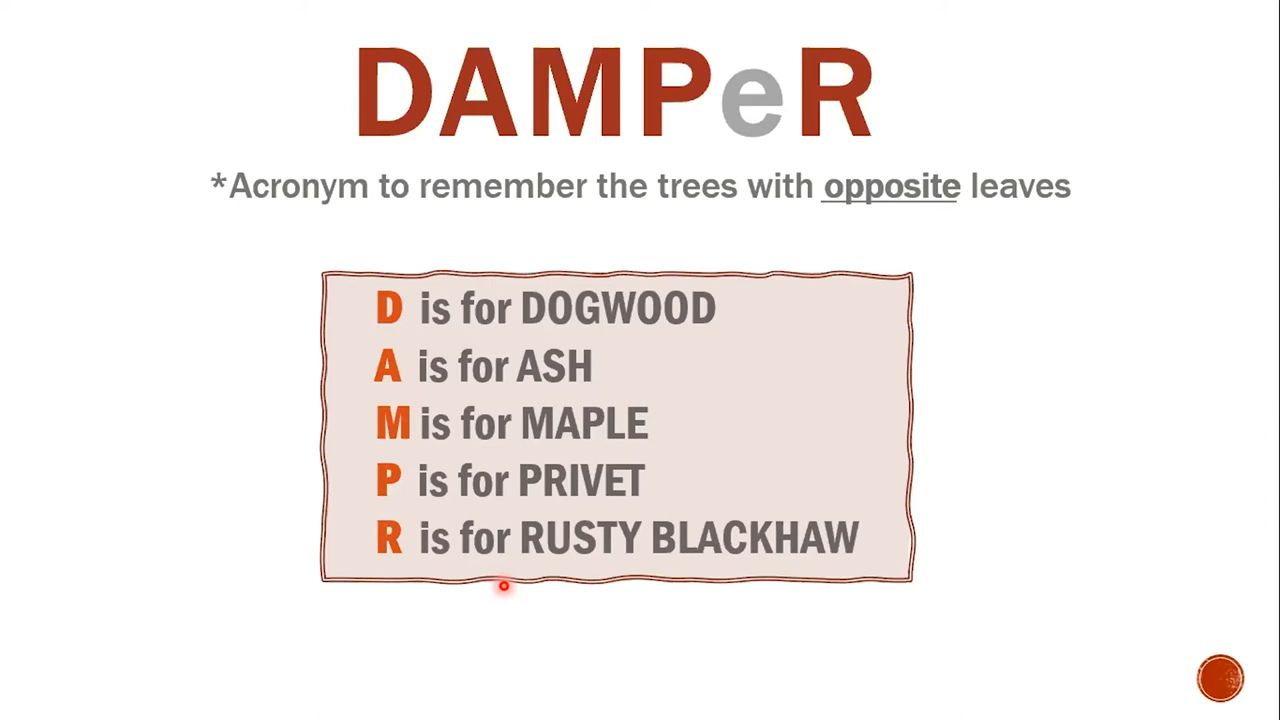 DAMPeR
*Acronym to remember the trees with opposite leaves
D is for DOGWOOD
A is for ASH
M is for MAPLE
P is for PRIVET
R is for RUSTY BLACKHAW